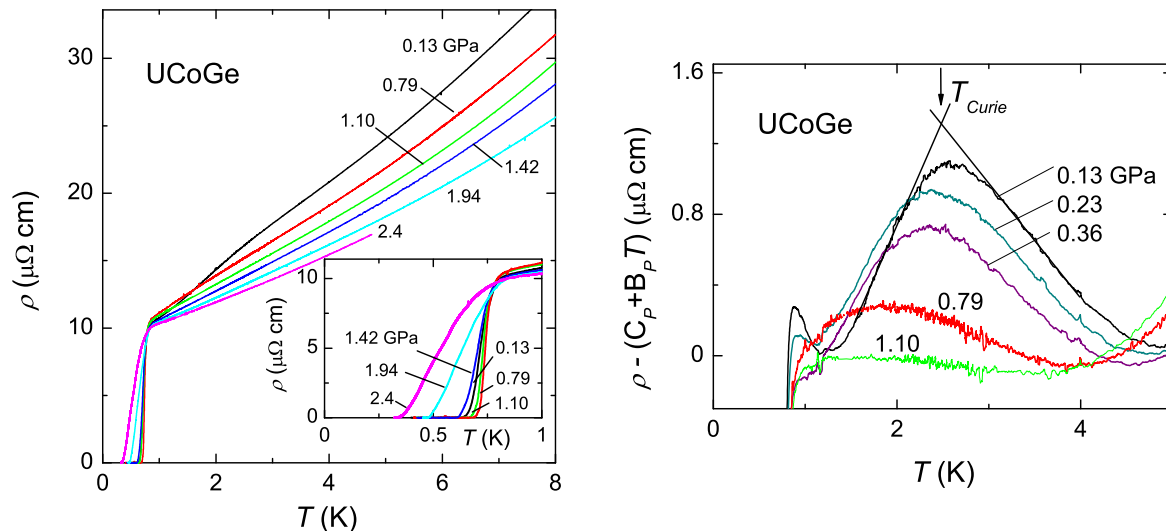 UCoGe
0.13 GPa
0.79
1.10
1.42
1.94
2.4
30
20
10
0
ρ (μΩ cm)
0 2 4 6 8
T (K)
10
5
0
ρ (μΩ cm)
1.42 GPa
1.94
2.4
0.13
0.79
1.10
0 0.5 1
T (K)
1.6
0.8
0
ρ - (C_P+B_P T) (μΩ cm)
T_Curie
UCoGe
0.13 GPa
0.23
0.36
0.79
1.10
0 2 4
T (K)